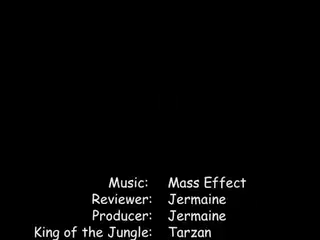 Music: Mass Effect
Reviewer: Jermaine
Producer: Jermaine
King of the Jungle: Tarzan